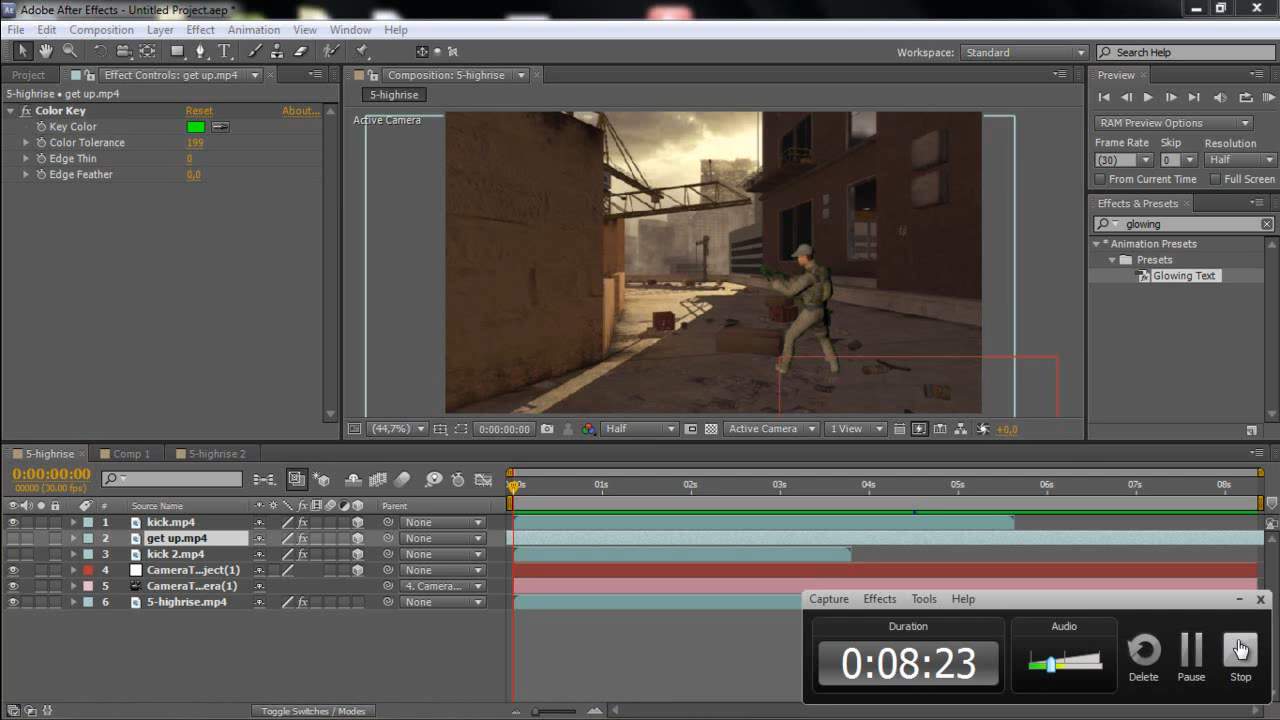 Adobe After Effects - Untitled Project.aep *
File Edit Composition Layer Effect Animation View Window Help
Workspace: Standard Search Help
Project Effect Controls: get up.mp4 Composition: 5-highrise Preview
5-highrise • get up.mp4
5-highrise
Color Key Reset About...
Key Color
Color Tolerance 199
Edge Thin 0
Edge Feather 0,0
Active Camera
RAM Preview Options
Frame Rate Skip Resolution
(30) 0 Half
From Current Time Full Screen
Effects & Presets
glowing
* Animation Presets
Presets
Glowing Text
(44,7%) 0:00:00:00 Half Active Camera 1 View +0,0
5-highrise Comp 1 5-highrise 2
0:00:00:00
00000 (30.00 fps)
01s 02s 03s 04s 05s 06s 07s 08s
# Source Name Parent
1 kick.mp4 None
2 get up.mp4 None
3 kick 2.mp4 None
4 CameraT...ject(1) None
5 CameraT...era(1) 4. Camera...
6 5-highrise.mp4 None
Capture Effects Tools Help
Duration Audio
0:08:23
Delete Pause Stop
Toggle Switches / Modes